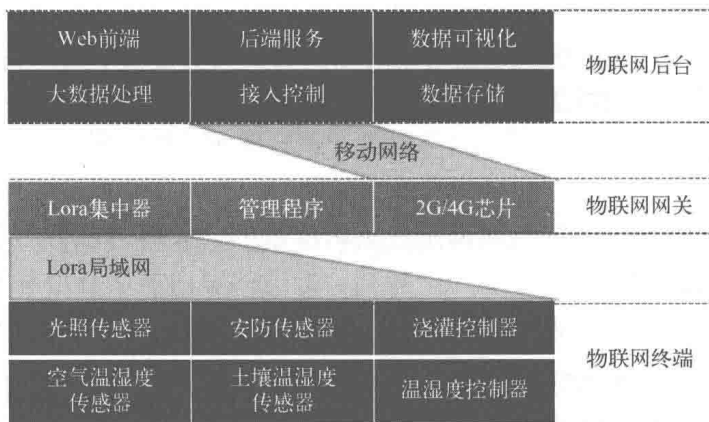 Web前端 后端服务 数据可视化
物联网后台
大数据处理 接入控制 数据存储
移动网络
Lora集中器 管理程序 2G/4G芯片 物联网网关
Lora局域网
光照传感器 安防传感器 浇灌控制器
物联网终端
空气温湿度
传感器
土壤温湿度
传感器
温湿度控制器